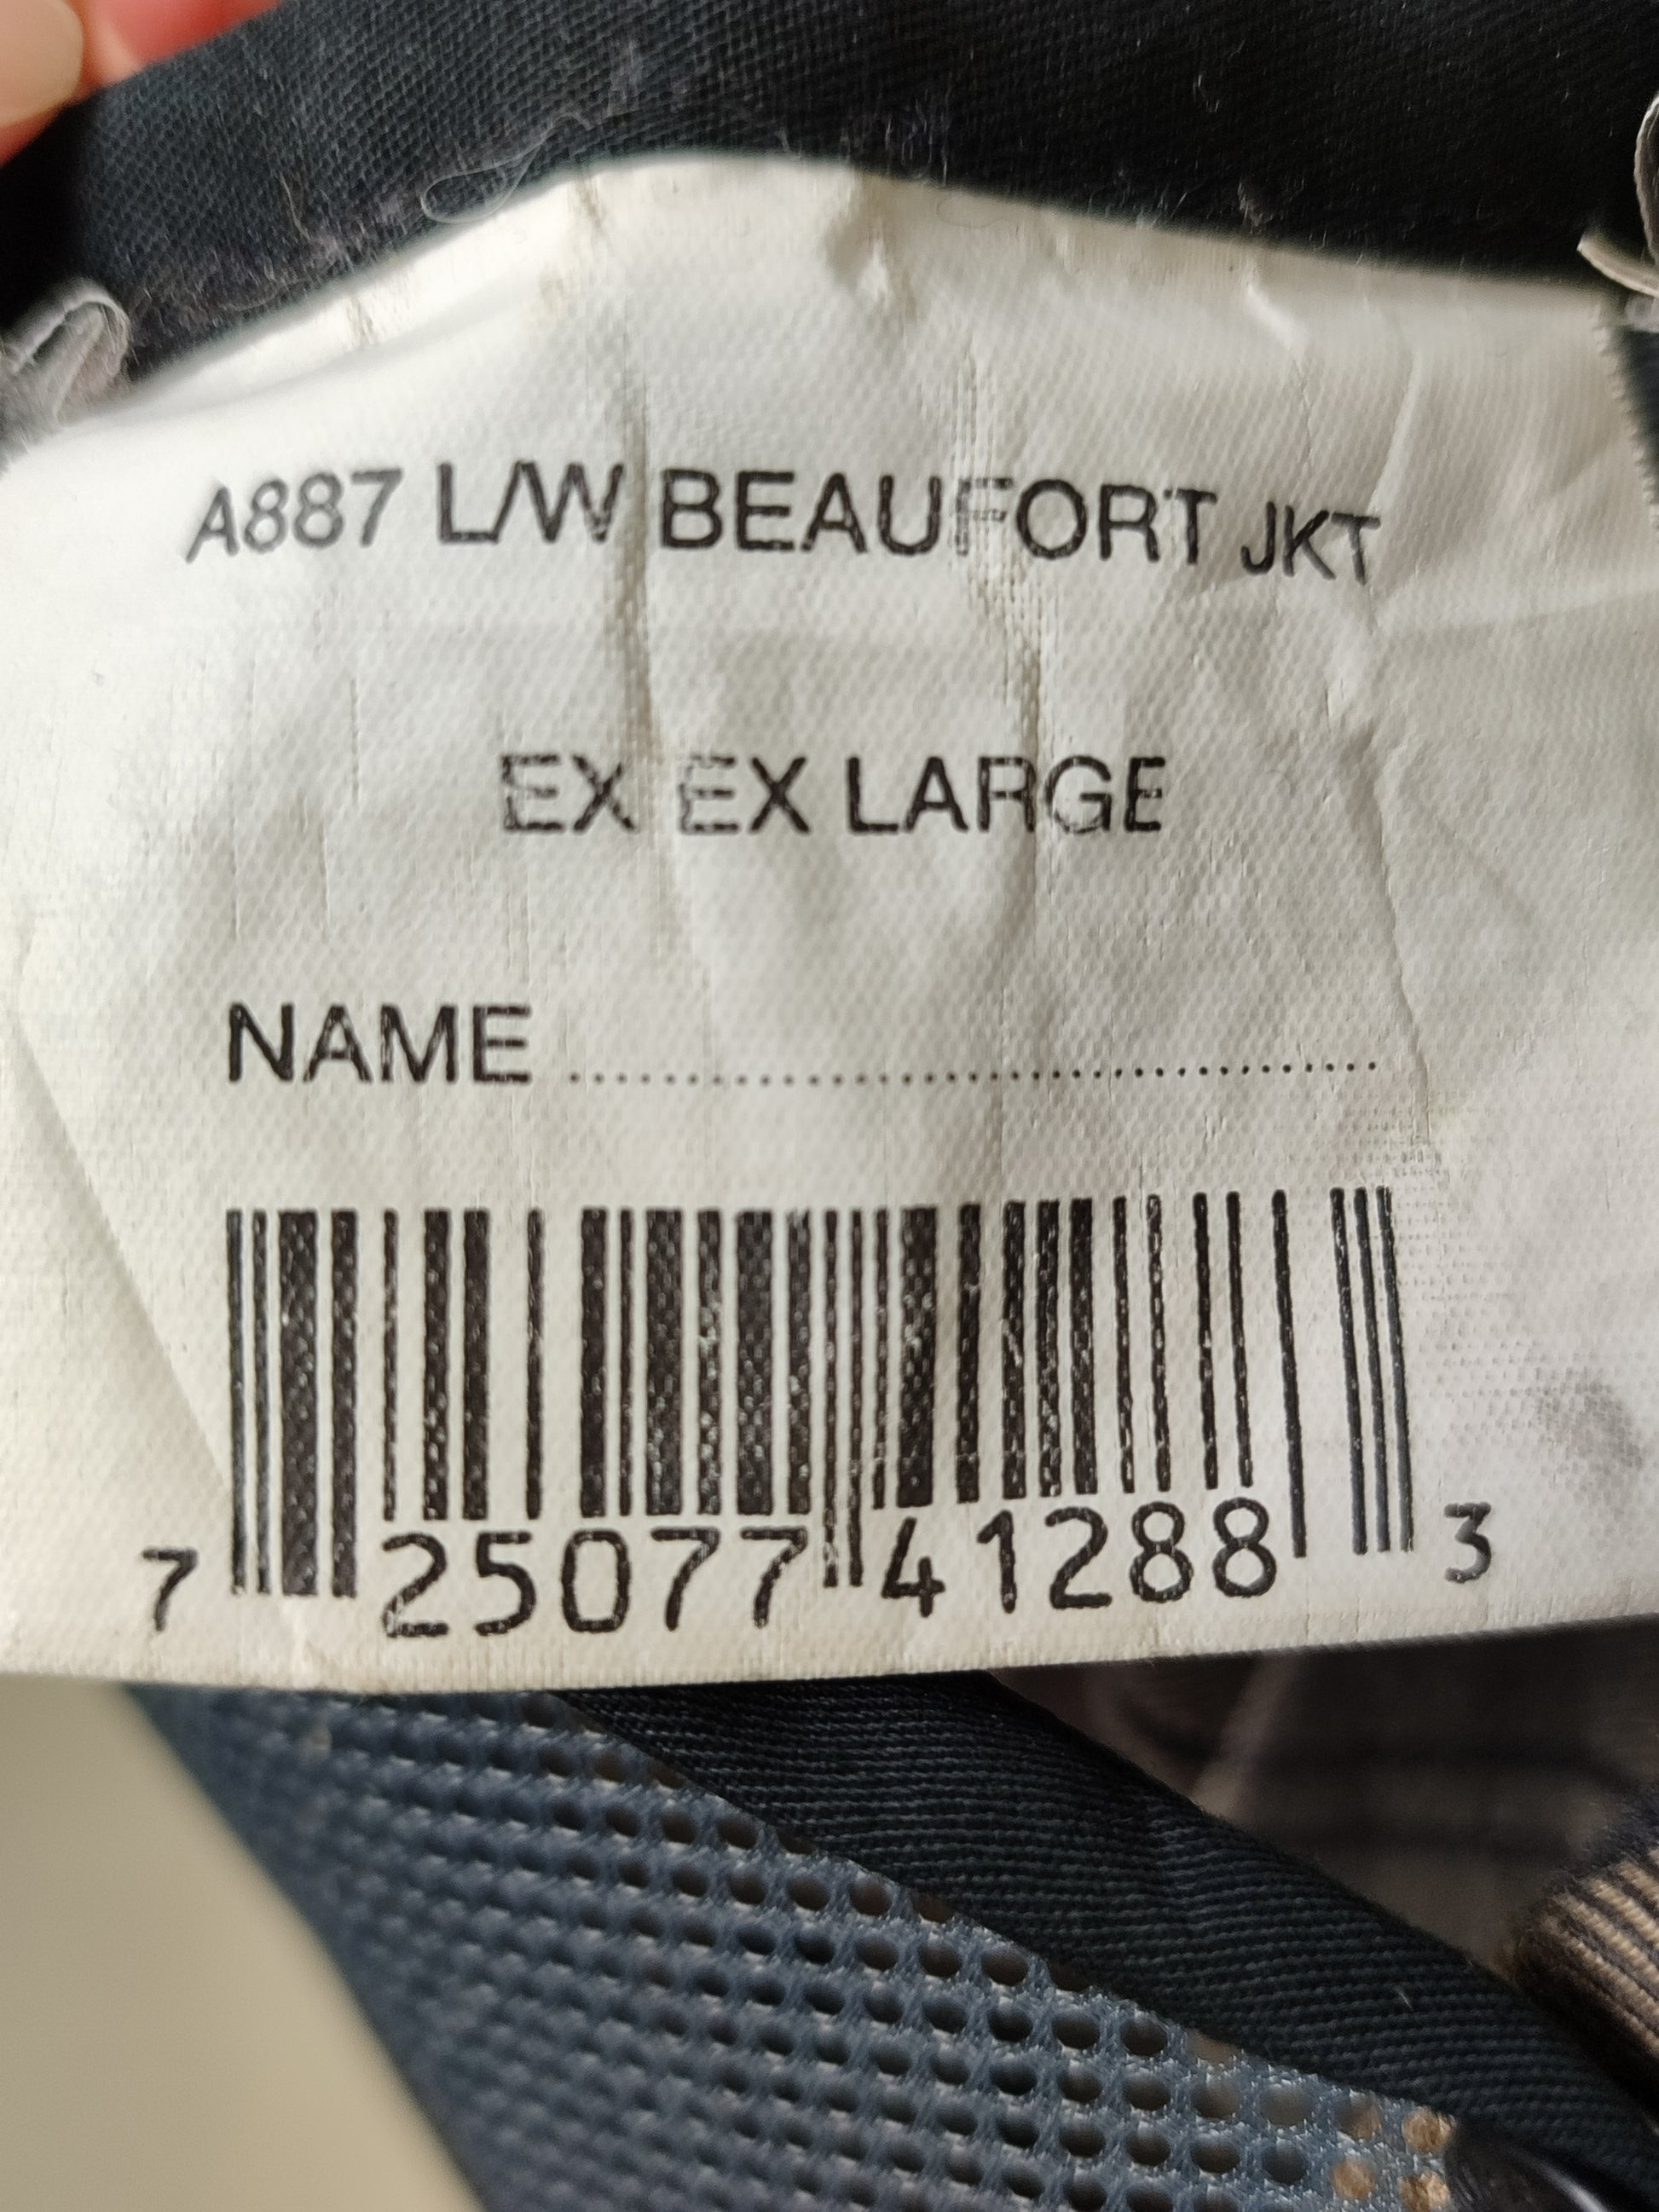 A887 L/W BEAUFORT JKT
EX EX LARGE
NAME ........................................
7 25077 41288 3